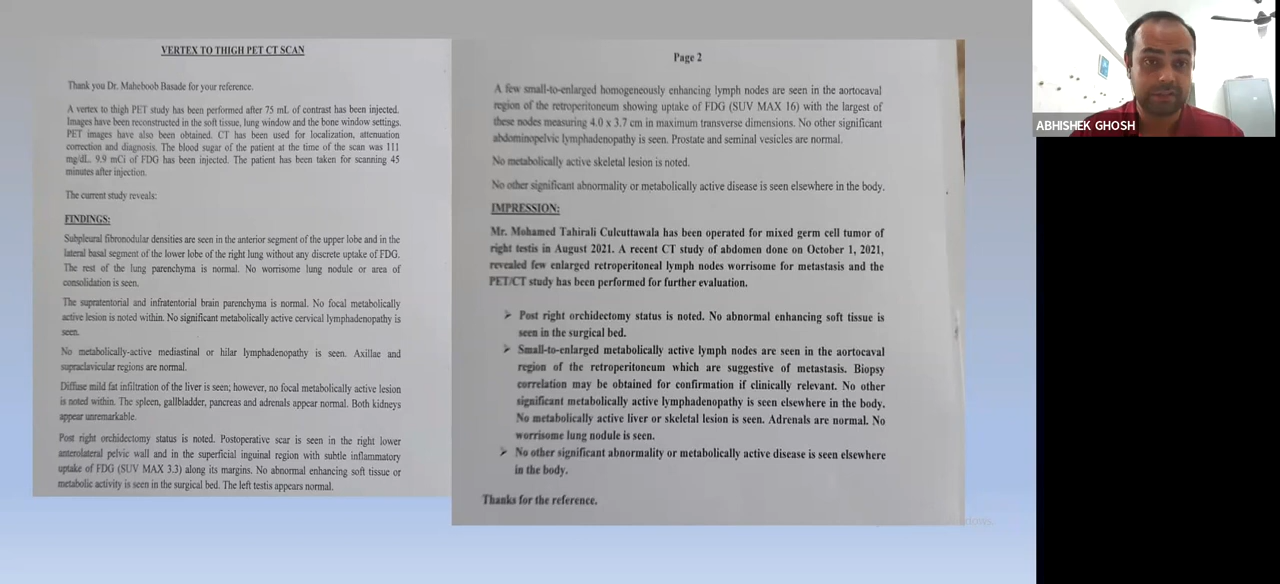 VERTEX TO THIGH PET CT SCAN
Thank you Dr. Maheboob Basade for your reference.
A vertex to thigh PET study has been performed after 75 mL of contrast has been injected.
Images have been reconstructed in the soft tissue, lung window and the bone window settings.
PET images have also been obtained. CT has been used for localization, attenuation
correction and diagnosis. The blood sugar of the patient at the time of the scan was 111
mg/dL. 9.9 mCi of FDG has been injected. The patient has been taken for scanning 45
minutes after injection.
The current study reveals:
FINDINGS:
Subpleural fibronodular densities are seen in the anterior segment of the upper lobe and in the
lateral basal segment of the lower lobe of the right lung without any discrete uptake of FDG.
The rest of the lung parenchyma is normal. No worrisome lung nodule or area of
consolidation is seen.
The supratentorial and infratentorial brain parenchyma is normal. No focal metabolically
active lesion is noted within. No significant metabolically active cervical lymphadenopathy is
seen.
No metabolically-active mediastinal or hilar lymphadenopathy is seen. Axillae and
supraclavicular regions are normal.
Diffuse mild fat infiltration of the liver is seen; however, no focal metabolically active lesion
is noted within. The spleen, gallbladder, pancreas and adrenals appear normal. Both kidneys
appear unremarkable.
Post right orchidectomy status is noted. Postoperative scar is seen in the right lower
anterolateral pelvic wall and in the superficial inguinal region with subtle inflammatory
uptake of FDG (SUV MAX 3.3) along its margins. No abnormal enhancing soft tissue or
metabolic activity is seen in the surgical bed. The left testis appears normal.
Page 2
A few small-to-enlarged homogeneously enhancing lymph nodes are seen in the aortocaval
region of the retroperitoneum showing uptake of FDG (SUV MAX 16) with the largest of
these nodes measuring 4.0 x 3.7 cm in maximum transverse dimensions. No other significant
abdominopelvic lymphadenopathy is seen. Prostate and seminal vesicles are normal.
No metabolically active skeletal lesion is noted.
No other significant abnormality or metabolically active disease is seen elsewhere in the body.
IMPRESSION:
Mr. Mohamed Tahirali Culcuttawala has been operated for mixed germ cell tumor of
right testis in August 2021. A recent CT study of abdomen done on October 1, 2021,
revealed few enlarged retroperitoneal lymph nodes worrisome for metastasis and the
PET/CT study has been performed for further evaluation.
➢ Post right orchidectomy status is noted. No abnormal enhancing soft tissue is
seen in the surgical bed.
➢ Small-to-enlarged metabolically active lymph nodes are seen in the aortocaval
region of the retroperitoneum which are suggestive of metastasis. Biopsy
correlation may be obtained for confirmation if clinically relevant. No other
significant metabolically active lymphadenopathy is seen elsewhere in the body.
No metabolically active liver or skeletal lesion is seen. Adrenals are normal. No
worrisome lung nodule is seen.
➢ No other significant abnormality or metabolically active disease is seen elsewhere
in the body.
Thanks for the reference.
ABHISHEK GHOSH